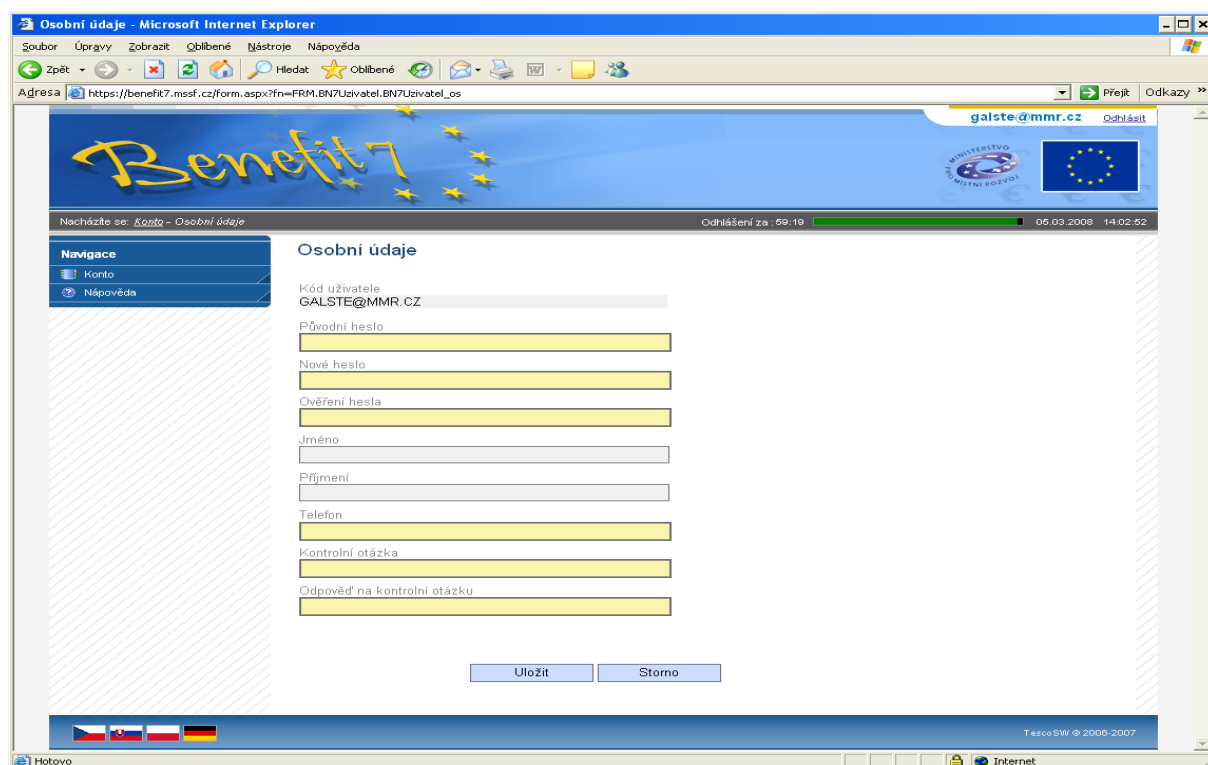 Osobní údaje - Microsoft Internet Explorer
Soubor Úpravy Zobrazit Oblíbené Nástroje Nápověda
Zpět Hledat Oblíbené
Adresa https://benefit7.mssf.cz/form.aspx?fn=FRM.BN7Uzivatel.BN7Uzivatel_os Přejít Odkazy »
galste@mmr.cz Odhlásit
Benefit7
MINISTERSTVO
PRO MÍSTNÍ ROZVOJ
Nacházíte se: Konto - Osobní údaje Odhlášení za :59:19 05.03.2008 14:02:52
Navigace
Konto
Nápověda
Osobní údaje
Kód uživatele
GALSTE@MMR.CZ
Původní heslo
Nové heslo
Ověření hesla
Jméno
Příjmení
Telefon
Kontrolní otázka
Odpověď na kontrolní otázku
Uložit Storno
TescoSW © 2006-2007
Hotovo Internet